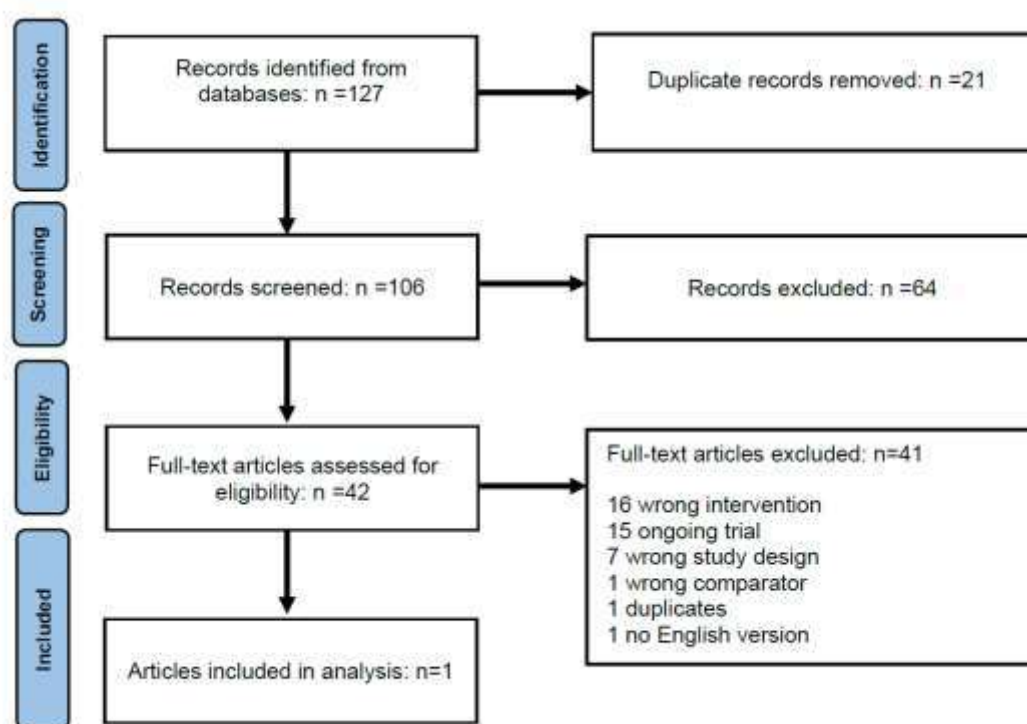 Identification
Records identified from
databases: n =127
Duplicate records removed: n =21
Screening
Records screened: n =106
Records excluded: n =64
Eligibility
Full-text articles assessed for
eligibility: n =42
Full-text articles excluded: n=41
16 wrong intervention
15 ongoing trial
7 wrong study design
1 wrong comparator
1 duplicates
1 no English version
Included
Articles included in analysis: n=1